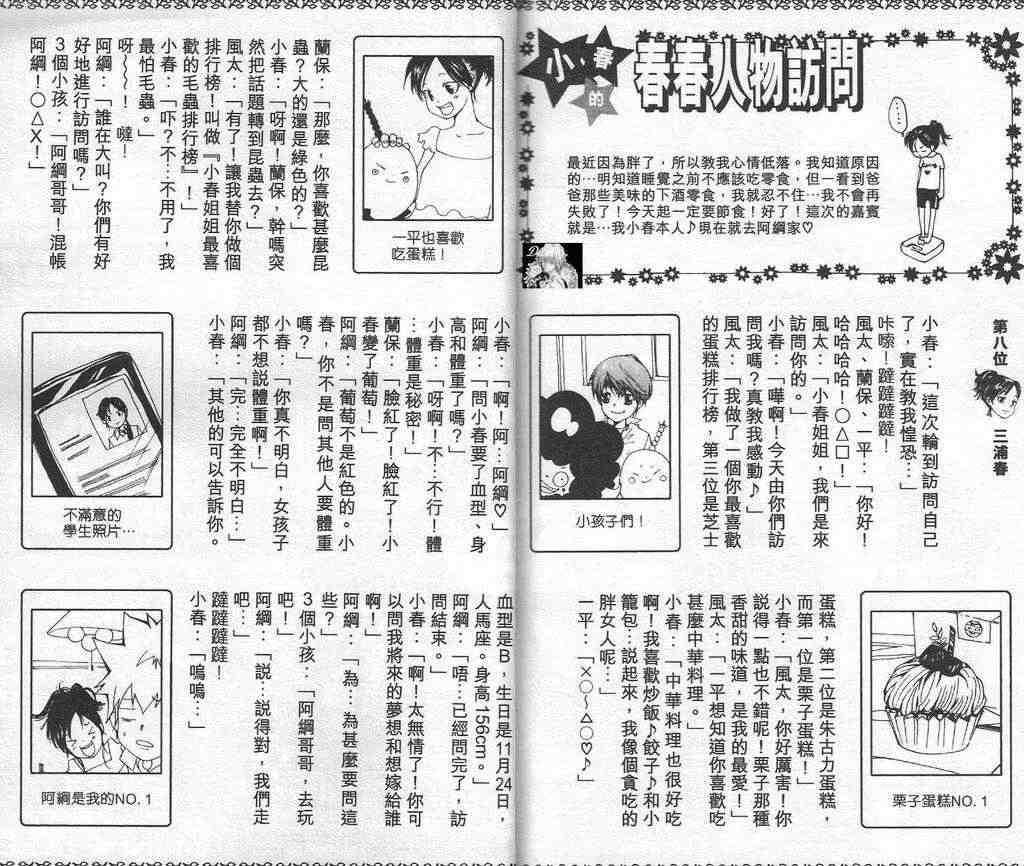 小春的
春春人物訪問
最近因為胖了，所以教我心情低落。我知道原因
的…明知道睡覺之前不應該吃零食，但一看到爸
爸那些美味的下酒零食，我就忍不住…我不會再
失敗了！今天起一定要節食！好了！這次的嘉賓
就是…我小春本人♪現在就去阿綱家♡
第八位
三浦春
小春：「這次輪到訪問自己
了，實在教我惶恐…」
咔嚓！躂躂躂躂！
風太、蘭保、一平：「你好！
哈哈哈哈！○△□！」
風太：「小春姐姐，我們是來
訪問你的。」
小春：「嘩啊！今天由你們訪
問我嗎？真教我感動♪」
風太：「我做了一個你最喜歡
的蛋糕排行榜，第三位是芝士
小孩子們！
蛋糕，第二位是朱古力蛋糕，
而第一位是栗子蛋糕！」
小春：「風太，你好厲害！你
說得一點也不錯呢！栗子那種
香甜的味道，是我的最愛！」
風太：「一平想知道你喜歡吃
甚麼中華料理。」
小春：「中華料理也很好吃
啊！我喜歡炒飯♪餃子♪和小
籠包…說起來，我像個貪吃的
胖女人呢…」
一平：「×○～△○♡♪」
栗子蛋糕NO. 1
蘭保：「那麼，你喜歡甚麼昆
蟲？大的還是綠色的？」
小春：「呀啊！蘭保，幹嗎突
然把話題轉到昆蟲去？」
風太：「有了！讓我替你做個
排行榜！叫做『小春姐姐最喜
歡的毛蟲排行榜』！」
小春：「吓？不…不用了，我
最怕毛蟲。」
呀～～！ 噠！
阿綱：「誰在大叫？你們有好
好地進行訪問嗎？」
3個小孩：「阿綱哥哥！混帳
阿綱！○△X！」
一平也喜歡
吃蛋糕！
小春：「啊！阿…阿綱♡」
阿綱：「問小春要了血型、身
高和體重了嗎？」
小春：「呀啊！不…不行！體
…體重是秘密！」
蘭保：「臉紅了！臉紅了！小
春變了葡萄！」
阿綱：「葡萄不是紅色的。小
春，你不是問其他人要體重
嗎？」
小春：「你真不明白，女孩子
都不想說體重啊！」
阿綱：「完…完全不明白…」
小春：「其他的可以告訴你。
不滿意的
學生照片…
血型是B，生日是11月24日，
人馬座。身高156cm。」
阿綱：「唔…已經問完了，訪
問結束。」
小春：「啊！太無情了！你可
以問我將來的夢想和想嫁給誰
啊！」
阿綱：「為…為甚麼要問這
些？」
3個小孩：「阿綱哥哥，去玩
吧！」
阿綱：「說…說得對，我們走
吧…」
躂躂躂躂！
小春：「嗚嗚…」
阿綱是我的NO. 1